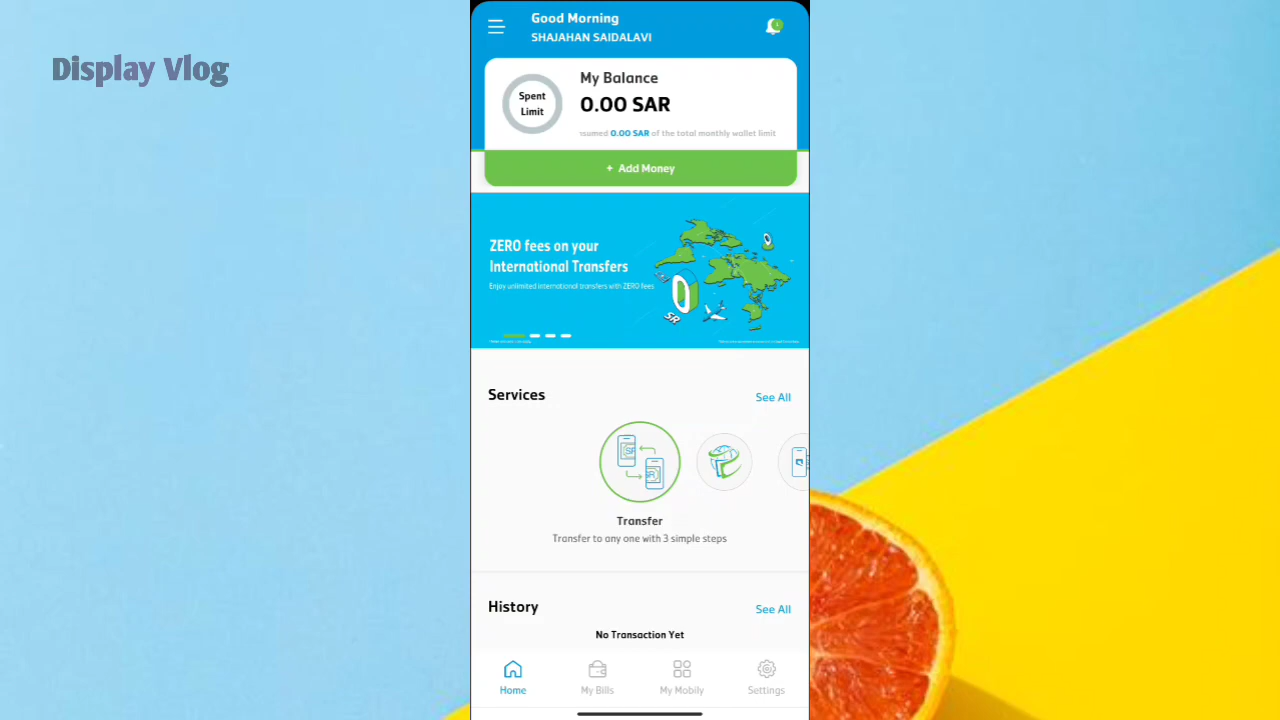 Display Vlog
Good Morning
SHAJAHAN SAIDALAVI
Spent
Limit
My Balance
0.00 SAR
sumed 0.00 SAR of the total monthly wallet limit
+ Add Money
ZERO fees on your
International Transfers
Enjoy unlimited international transfers with ZERO fees
0
SR
Services
See All
Transfer
Transfer to any one with 3 simple steps
History
See All
No Transaction Yet
Home
My Bills
My Mobily
Settings